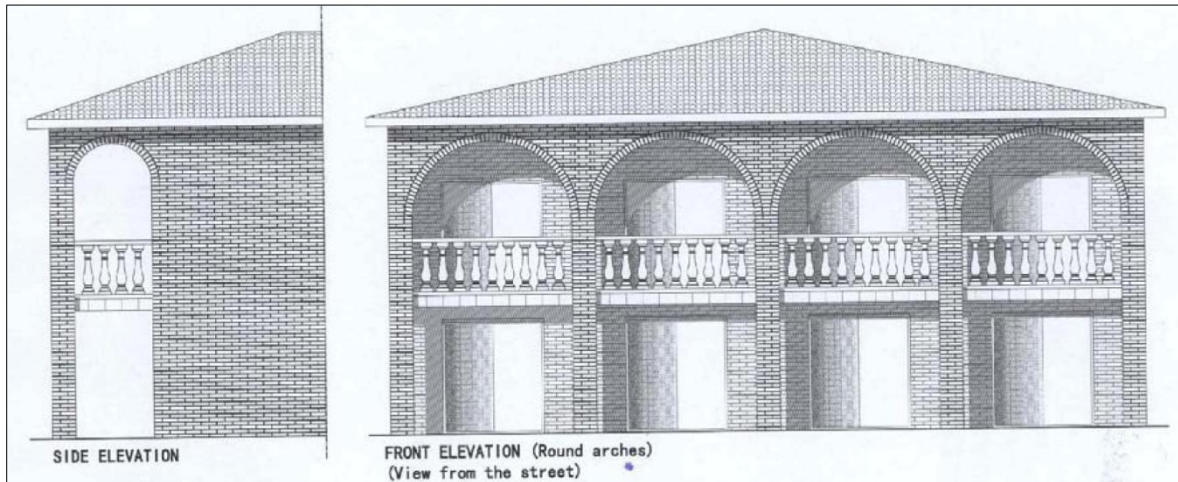 SIDE ELEVATION
FRONT ELEVATION (Round arches)
(View from the street)